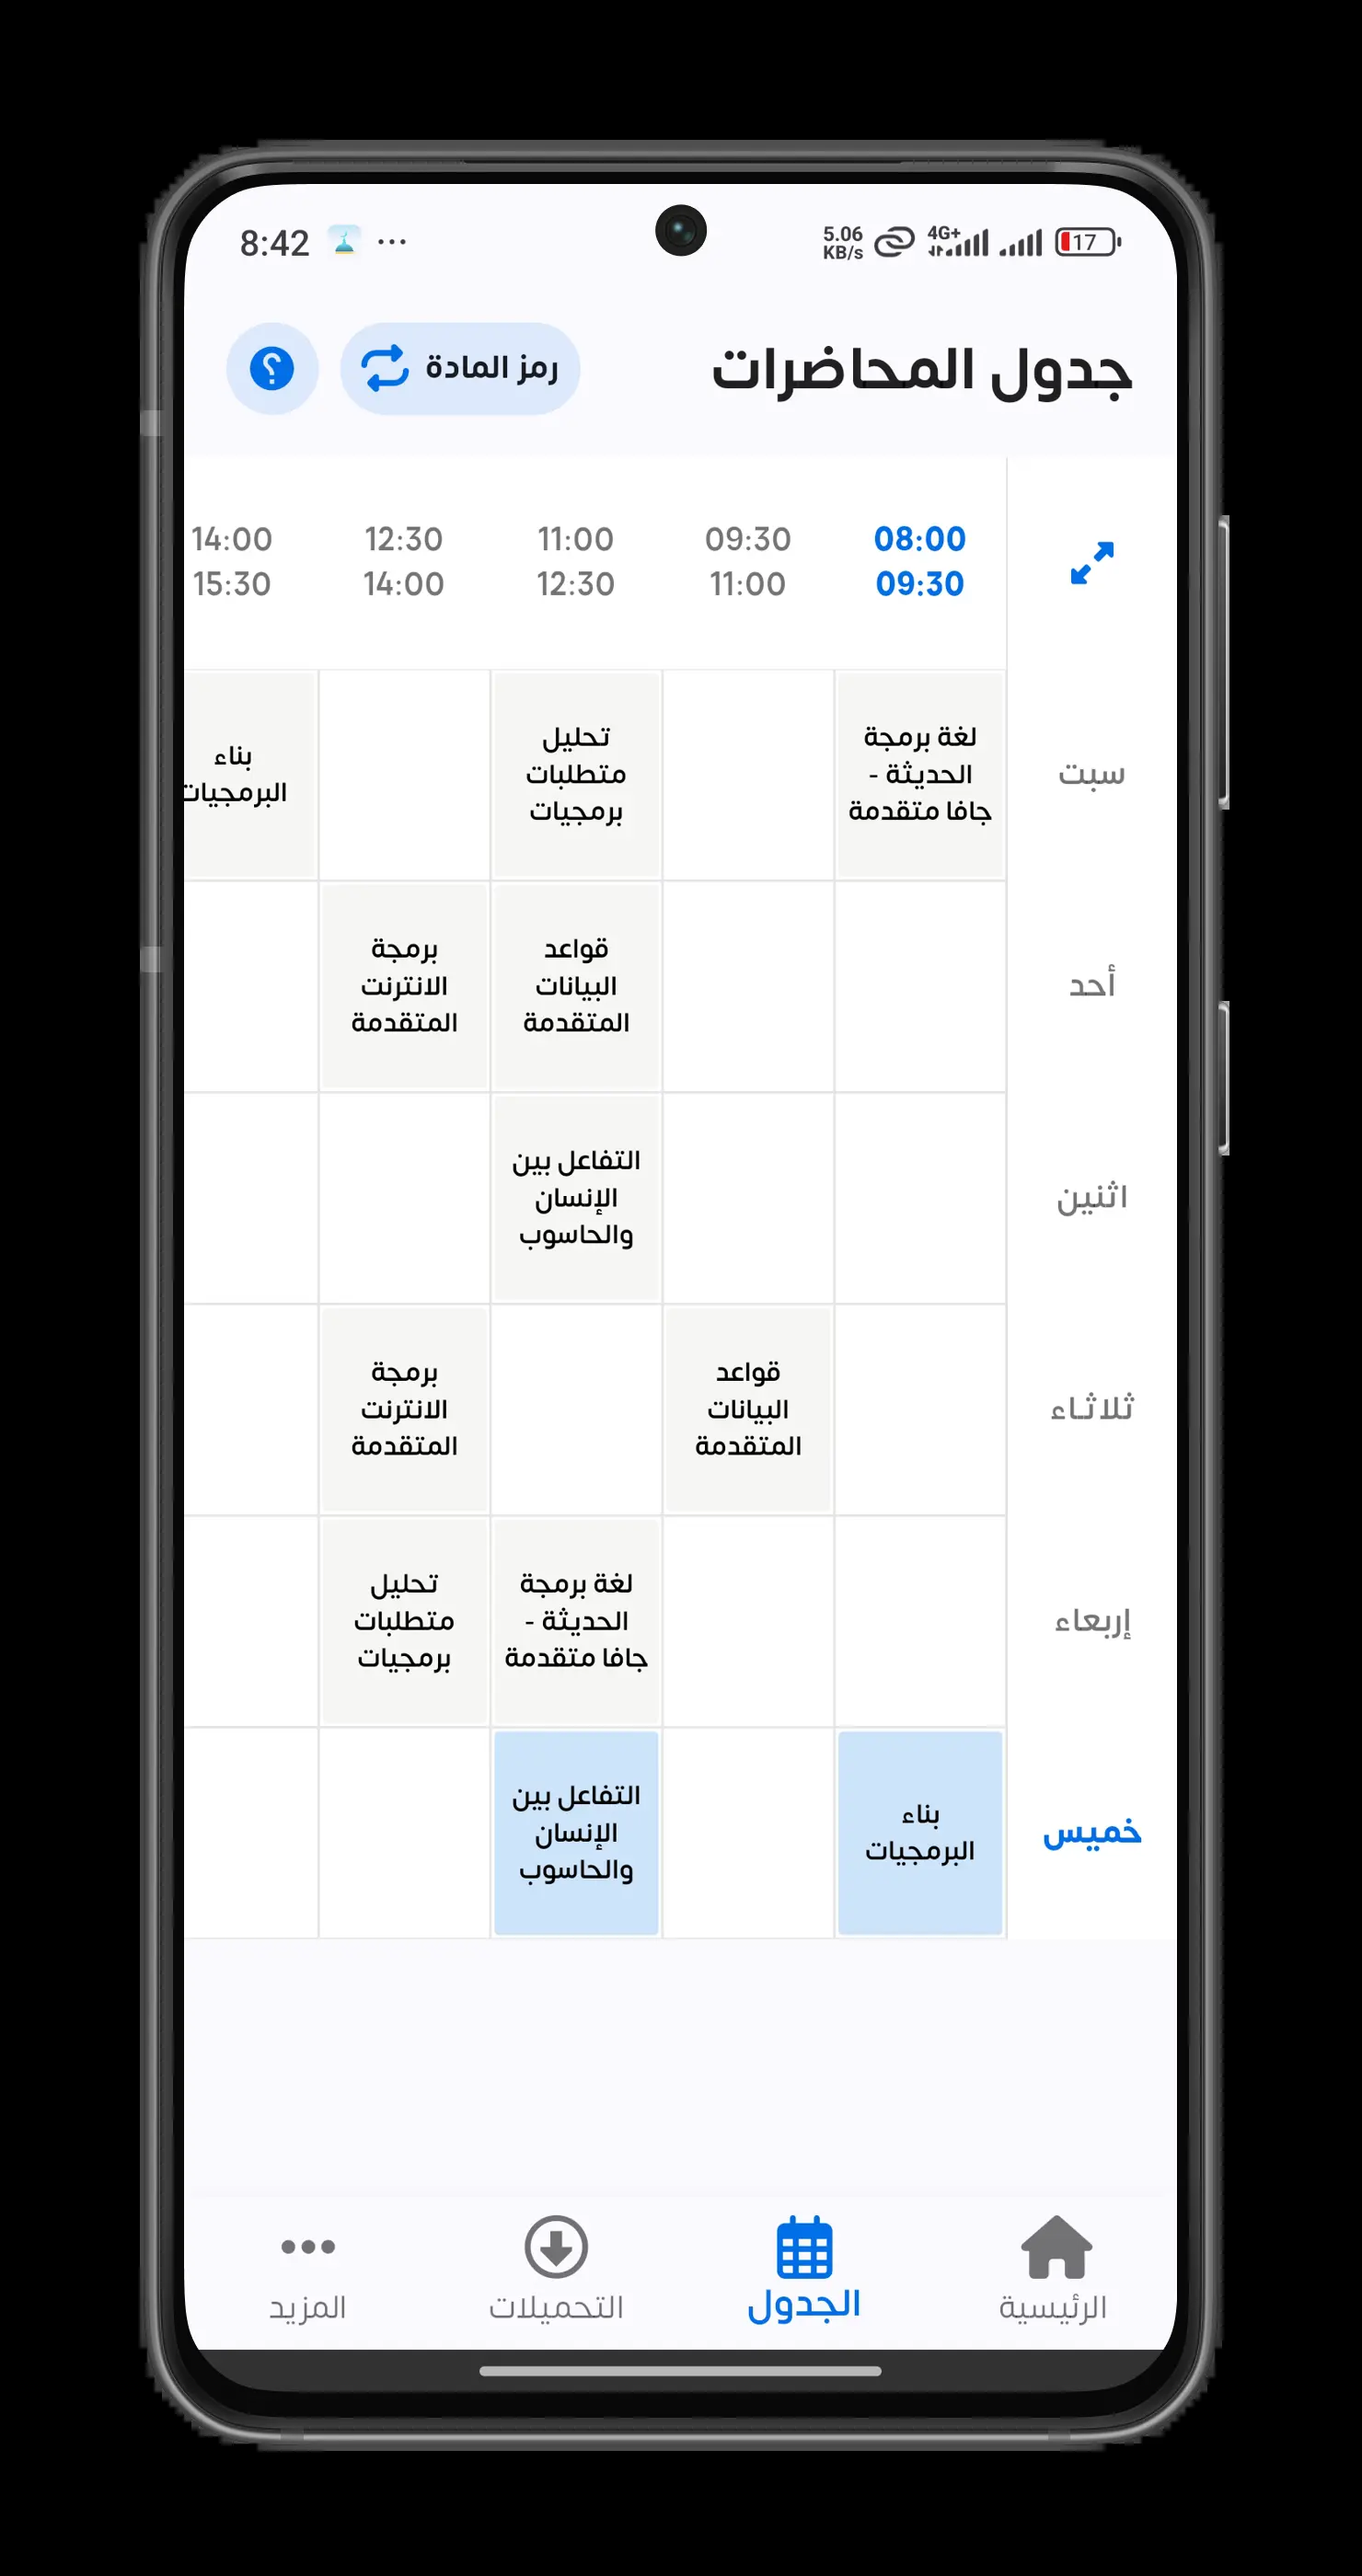 8:42
5.06
KB/s
4G+
17
جدول المحاضرات
رمز المادة
08:00
09:30
09:30
11:00
11:00
12:30
12:30
14:00
14:00
15:30
سبت
لغة برمجة
الحديثة -
جافا متقدمة
تحليل
متطلبات
برمجيات
بناء
البرمجيات
أحد
قواعد
البيانات
المتقدمة
برمجة
الانترنت
المتقدمة
اثنين
التفاعل بين
الإنسان
والحاسوب
ثلاثاء
قواعد
البيانات
المتقدمة
برمجة
الانترنت
المتقدمة
إربعاء
لغة برمجة
الحديثة -
جافا متقدمة
تحليل
متطلبات
برمجيات
خميس
بناء
البرمجيات
التفاعل بين
الإنسان
والحاسوب
الرئيسية
الجدول
التحميلات
المزيد